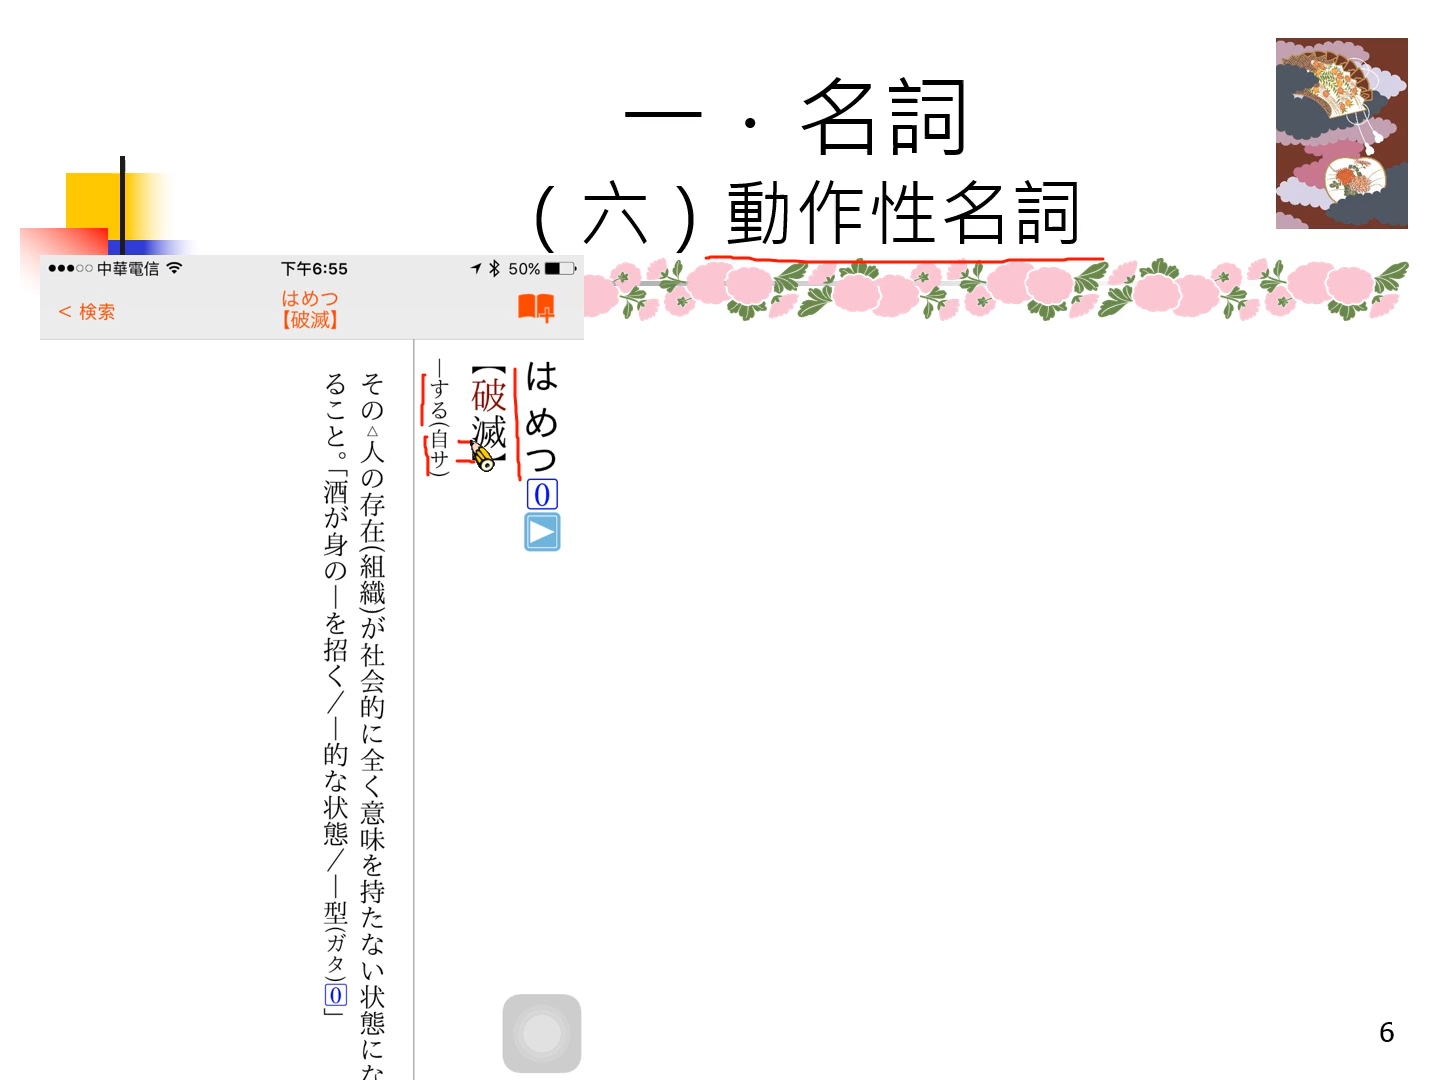 一．名詞
（六）動作性名詞
中華電信 下午6:55 50%
< 検索
はめつ
【破滅】
はめつ 0
【破滅】
―する(自サ)
その△人の存在(組織)が社会的に全く意味を持たない状態にな
ること。「酒が身の―を招く/―的な状態/―型(ガタ)0」
6